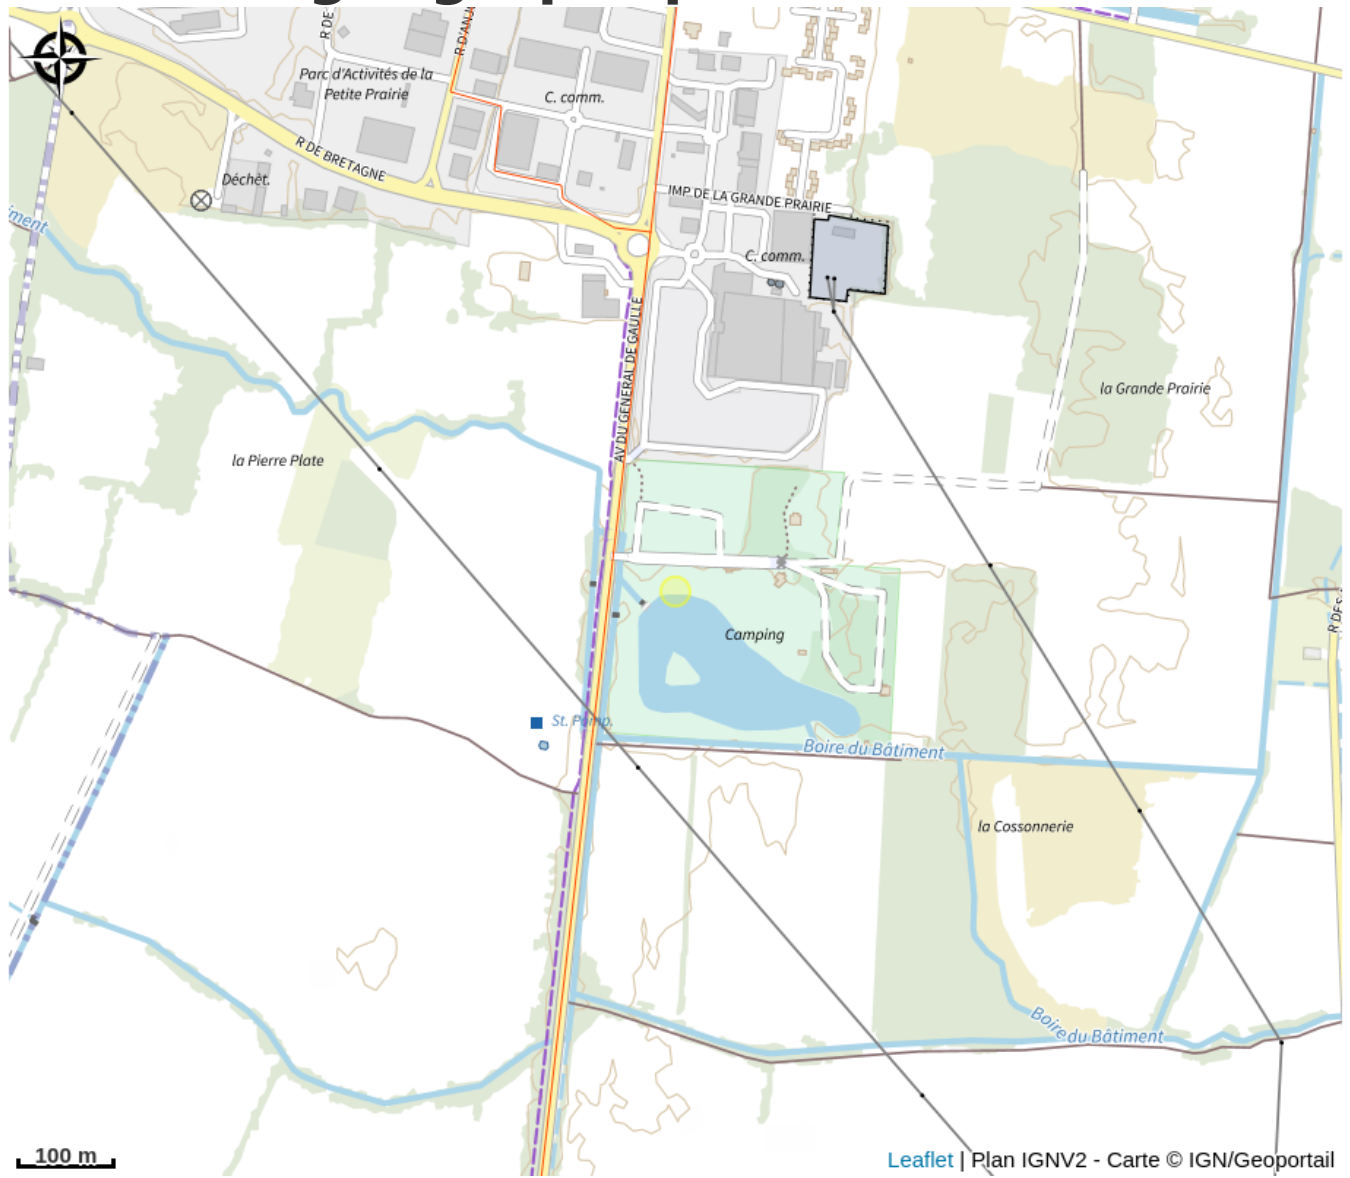 R DE
R D'ANJ
Parc d'Activités de la
Petite Prairie
C. comm.
R DE BRETAGNE
Déchèt.
IMP DE LA GRANDE PRAIRIE
iment
C. comm.
AV DU GENERAL DE GAULLE
la Grande Prairie
la Pierre Plate
R DES
Camping
St. Pomp.
Boire du Bâtiment
la Cossonnerie
Boire du Bâtiment
100 m
Leaflet | Plan IGNV2 - Carte © IGN/Geoportail